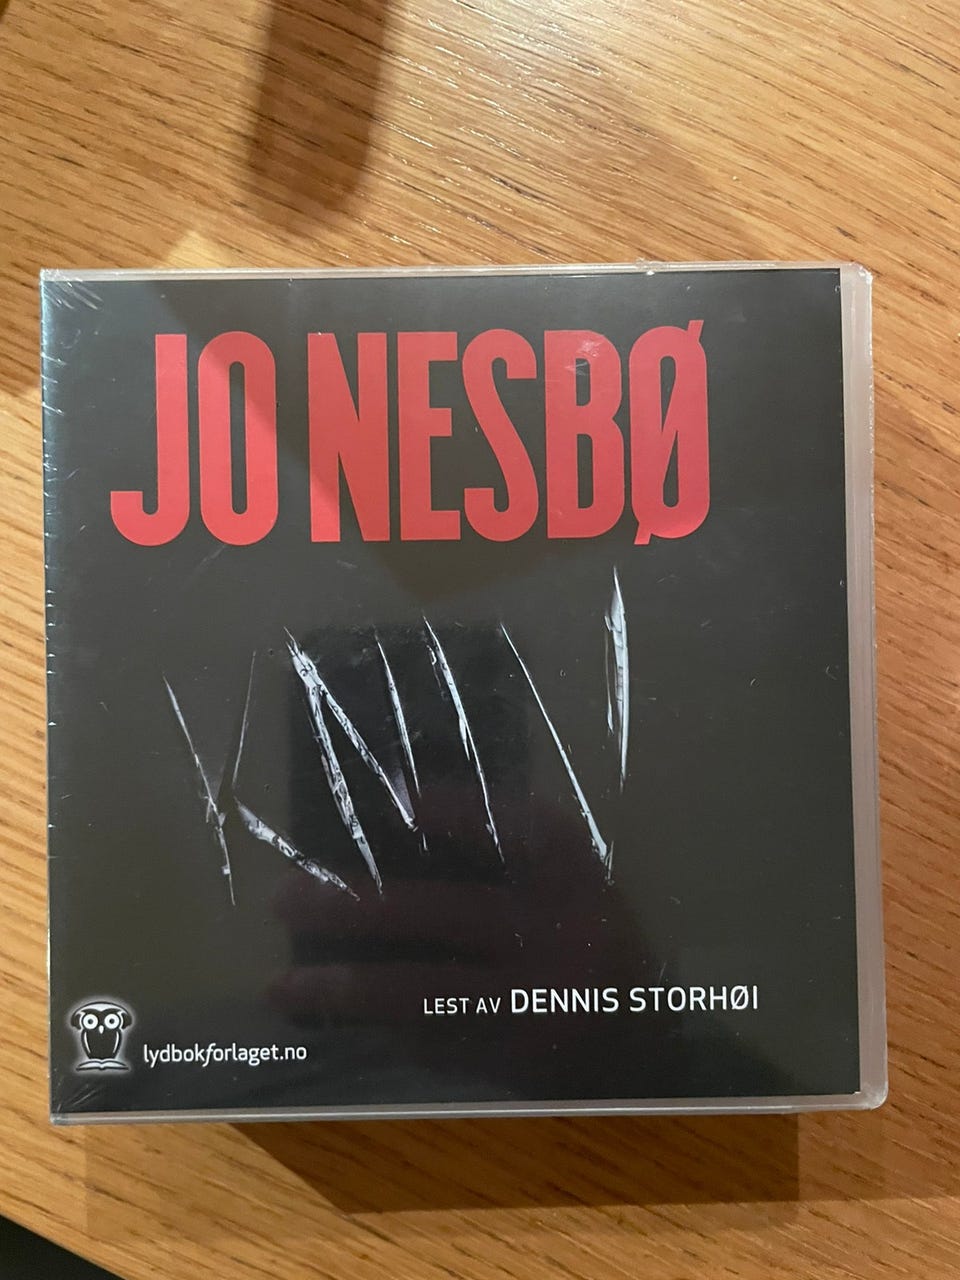 JO NESBØ
KNIV
LEST AV DENNIS STORHØI
lydbokforlaget.no